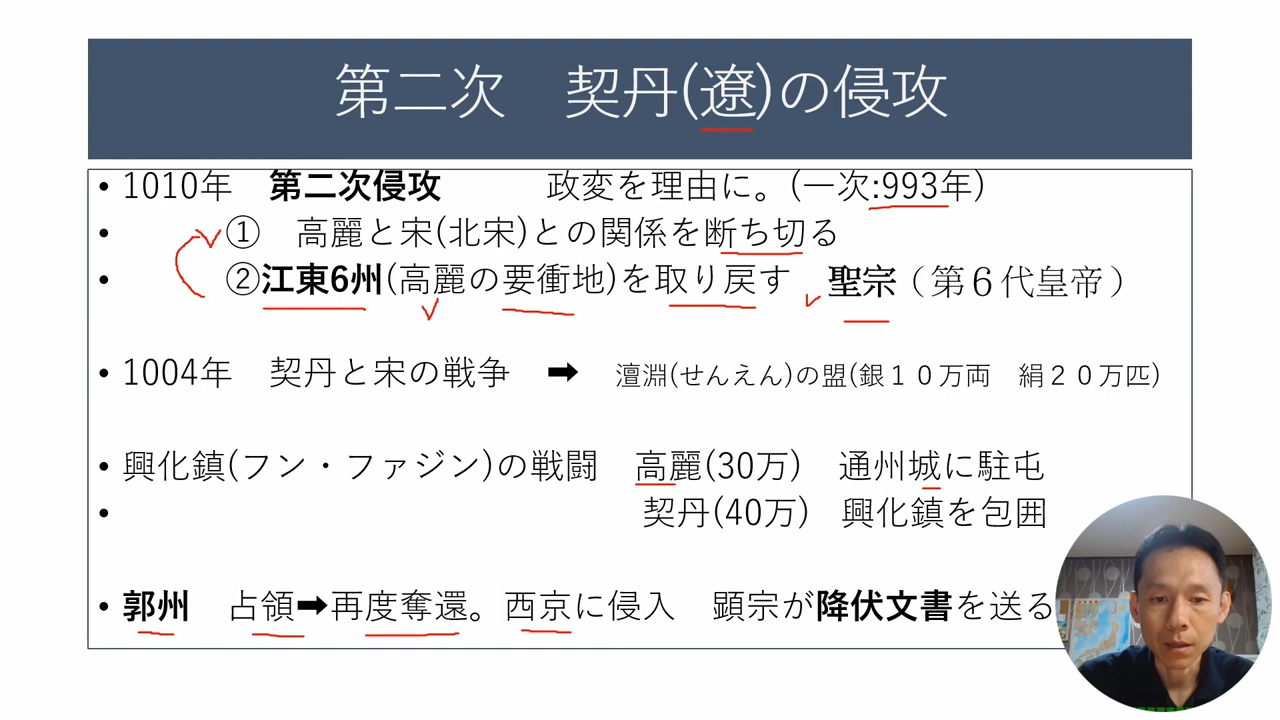 第二次　契丹(遼)の侵攻
• 1010年　第二次侵攻　　　政変を理由に。(一次:993年)
• ①　高麗と宋(北宋)との関係を断ち切る
• ②江東6州(高麗の要衝地)を取り戻す　聖宗（第６代皇帝）
• 1004年　契丹と宋の戦争　➡　澶淵(せんえん)の盟(銀１０万両　絹２０万匹)
• 興化鎮(フン・ファジン)の戦闘　高麗(30万)　通州城に駐屯
• 契丹(40万)　興化鎮を包囲
• 郭州　占領➡再度奪還。西京に侵入　顕宗が降伏文書を送る